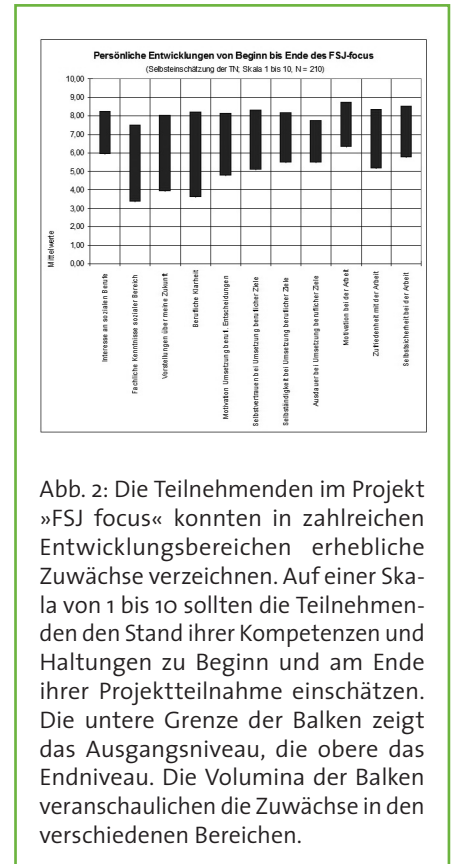 Persönliche Entwicklungen von Beginn bis Ende des FSJ-focus
(Selbsteinschätzung der TN; Skala 1 bis 10, N = 210)
10,00
9,00
8,00
7,00
6,00
5,00
4,00
3,00
2,00
1,00
0,00
Mittelwerte
Interesse an sozialen Berufe
Fachliche Kenntnisse sozialer Bereich
Vorstellungen über meine Zukunft
Berufliche Klarheit
Motivation Umsetzung berufl. Entscheidungen
Selbstvertrauen bei Umsetzung beruflicher Ziele
Selbständigkeit bei Umsetzung beruflicher Ziele
Ausdauer bei Umsetzung beruflicher Ziele
Motivation bei der Arbeit
Zufriedenheit mit der Arbeit
Selbstsicherheit bei der Arbeit
Abb. 2: Die Teilnehmenden im Projekt
»FSJ focus« konnten in zahlreichen
Entwicklungsbereichen erhebliche
Zuwächse verzeichnen. Auf einer Ska-
la von 1 bis 10 sollten die Teilnehmen-
den den Stand ihrer Kompetenzen und
Haltungen zu Beginn und am Ende
ihrer Projektteilnahme einschätzen.
Die untere Grenze der Balken zeigt
das Ausgangsniveau, die obere das
Endniveau. Die Volumina der Balken
veranschaulichen die Zuwächse in den
verschiedenen Bereichen.